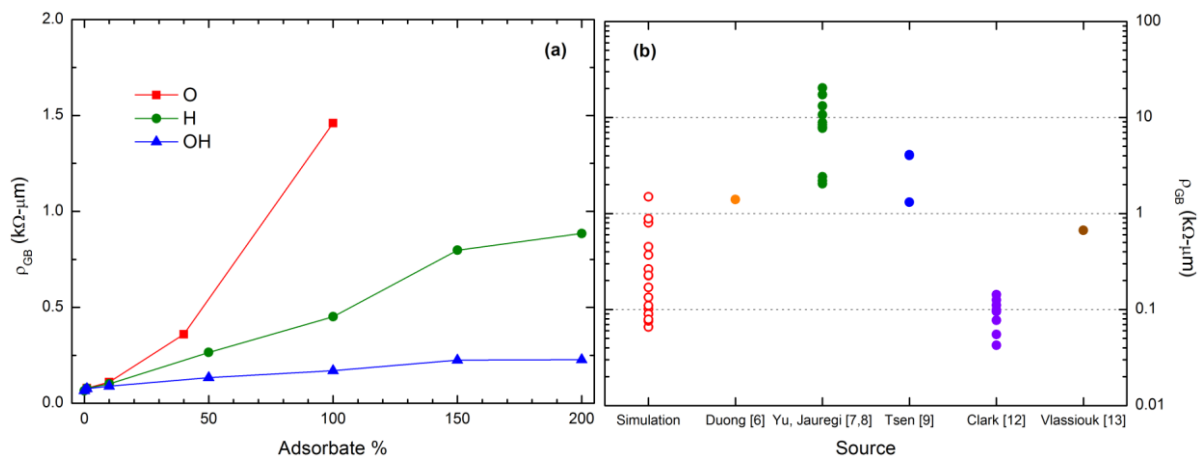 (a)
O
H
OH
2.0
1.5
1.0
0.5
0.0
ρGB (kΩ-μm)
0 50 100 150 200
Adsorbate %
(b)
100
10
1
0.1
0.01
ρGB (kΩ-μm)
Simulation Duong [6] Yu, Jauregi [7,8] Tsen [9] Clark [12] Vlassiouk [13]
Source